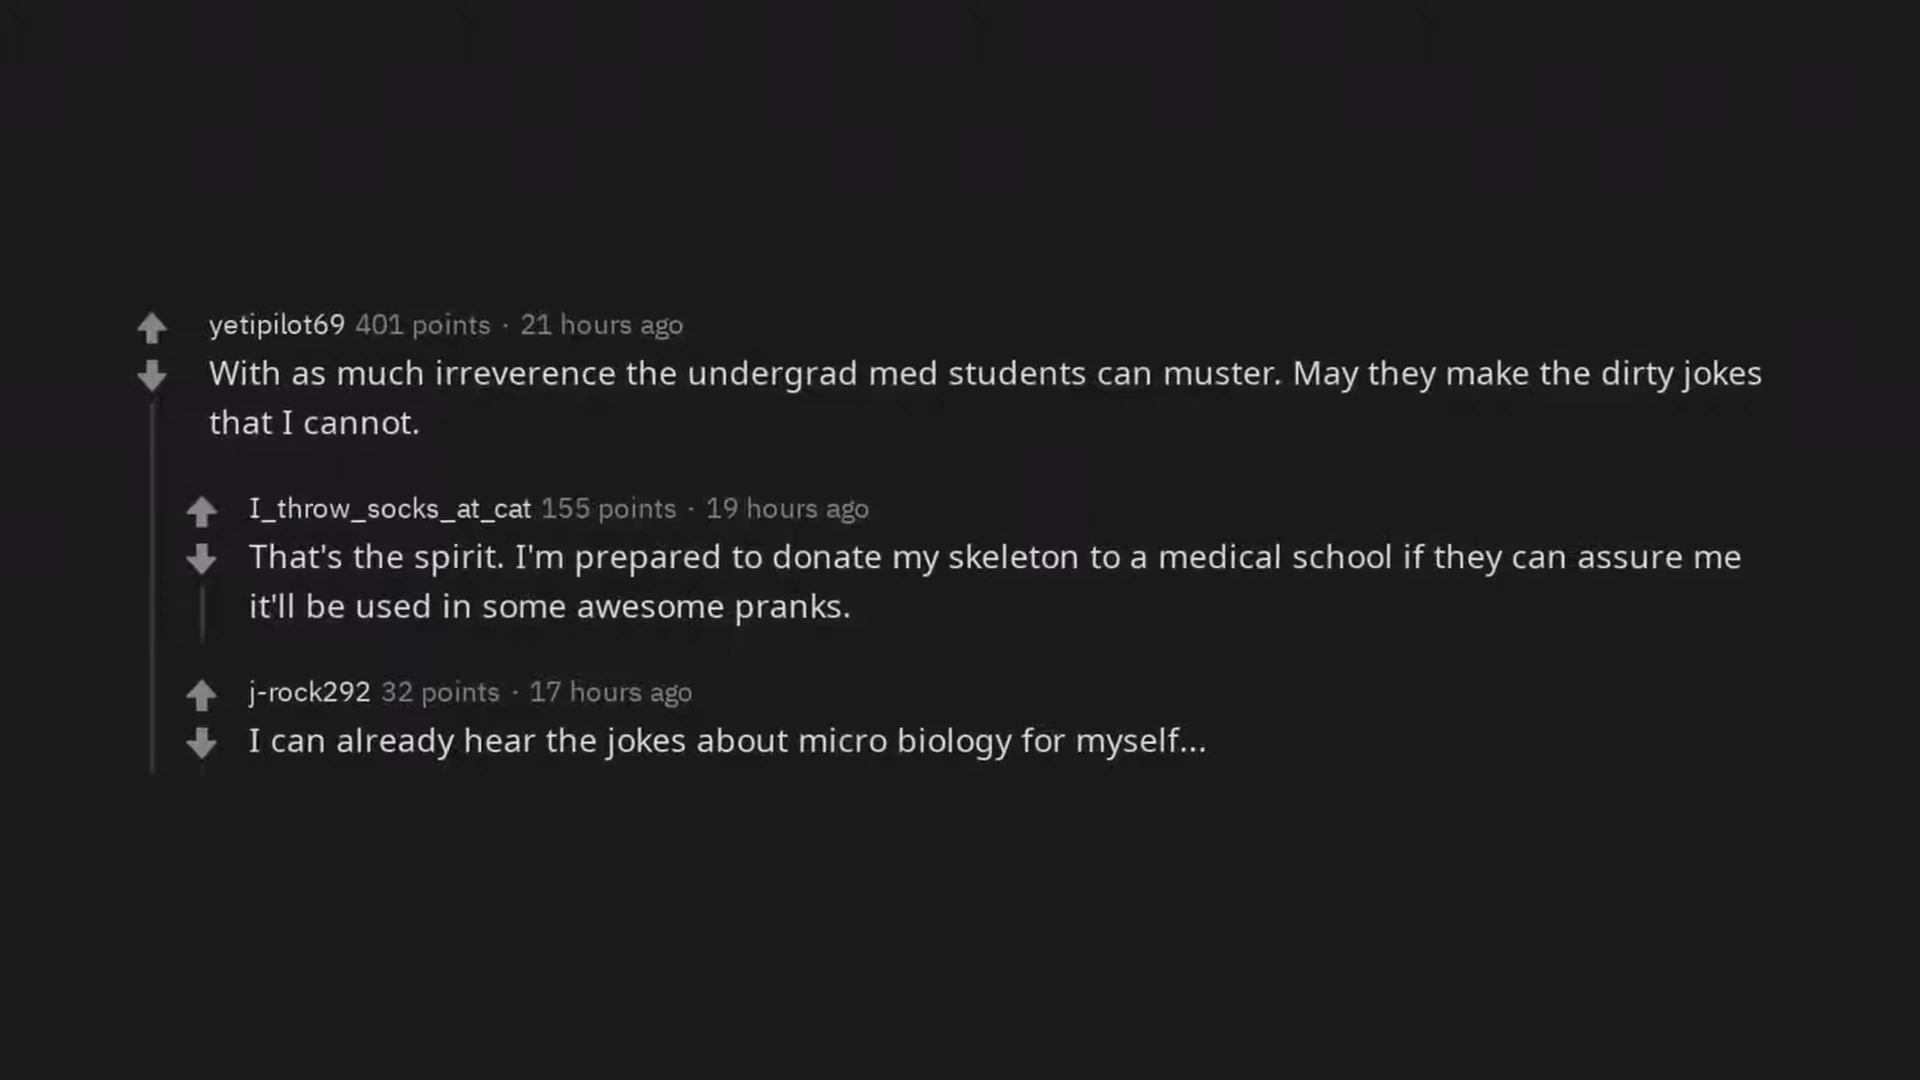 yetipilot69 401 points · 21 hours ago
With as much irreverence the undergrad med students can muster. May they make the dirty jokes
that I cannot.
I_throw_socks_at_cat 155 points · 19 hours ago
That's the spirit. I'm prepared to donate my skeleton to a medical school if they can assure me
it'll be used in some awesome pranks.
j-rock292 32 points · 17 hours ago
I can already hear the jokes about micro biology for myself...